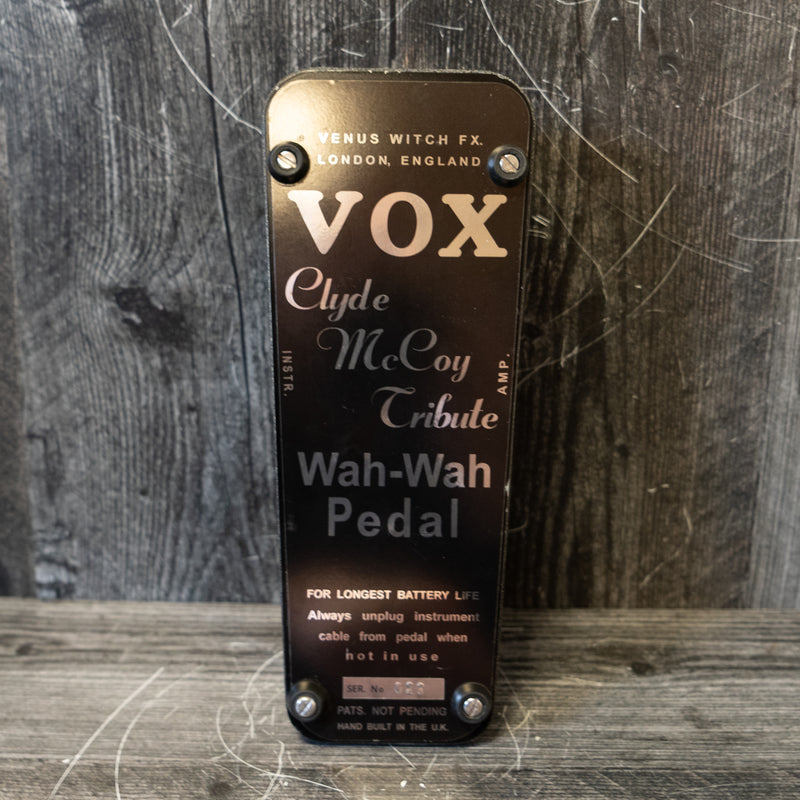 VENUS WITCH FX.
LONDON, ENGLAND
VOX
Clyde
McCoy
Tribute
INSTR.
AMP.
Wah-Wah
Pedal
FOR LONGEST BATTERY LiFE
Always unplug instrument
cable from pedal when
not in use
SER. No
PATS. NOT PENDING
HAND BUILT IN THE U.K.